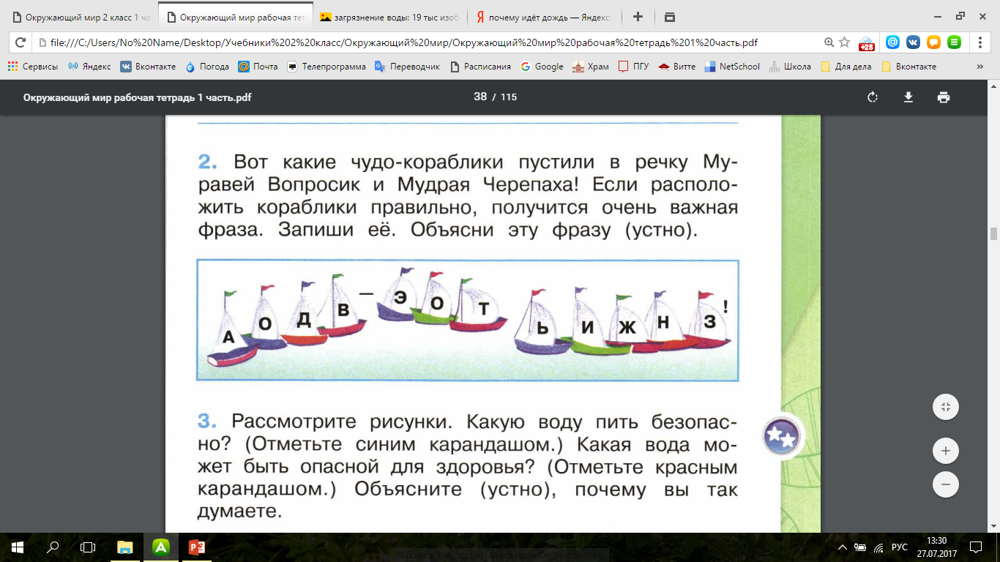 Окружающий мир 2 класс 1 ча
Окружающий мир рабочая тет
загрязнение воды: 19 тыс изоб
почему идёт дождь — Яндекс:
file:///C:/Users/No%20Name/Desktop/Учебники%202%20класс/Окружающий%20мир/Окружающий%20мир%20рабочая%20тетрадь%201%20часть.pdf
+28
Сервисы Яндекс Вконтакте Погода Почта Телепрограмма Переводчик Расписания Google Храм ПГУ Витте NetSchool Школа Для дела Вконтакте »
Окружающий мир рабочая тетрадь 1 часть.pdf
38 / 115
2. Вот какие чудо-кораблики пустили в речку Му-
равей Вопросик и Мудрая Черепаха! Если располо-
жить кораблики правильно, получится очень важная
фраза. Запиши её. Объясни эту фразу (устно).
А О Д В — Э О Т Ь И Ж Н З !
3. Рассмотрите рисунки. Какую воду пить безопас-
но? (Отметьте синим карандашом.) Какая вода мо-
жет быть опасной для здоровья? (Отметьте красным
карандашом.) Объясните (устно), почему вы так
думаете.
РУС
13:30
27.07.2017